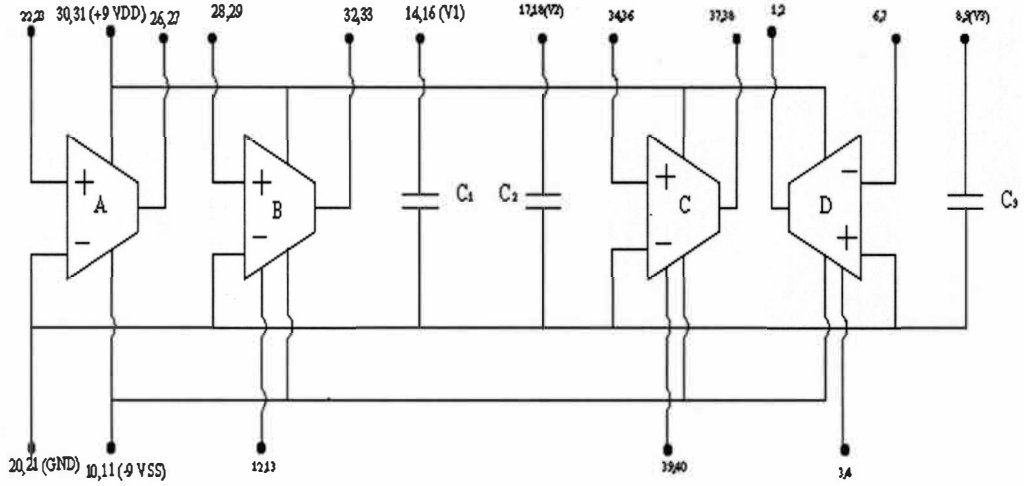 22,23 30,31 (+9 VDD) 26,27 28,29 32,33 14,16 (V1) 17,18(V2) 34,36 37,38 1,2 6,7 8,9(V3)
+ + + −
A B C₁ C₂ C D C₃
− − − +
20,21 (GND) 10,11 (-9 VSS) 12,13 39,40 3,4